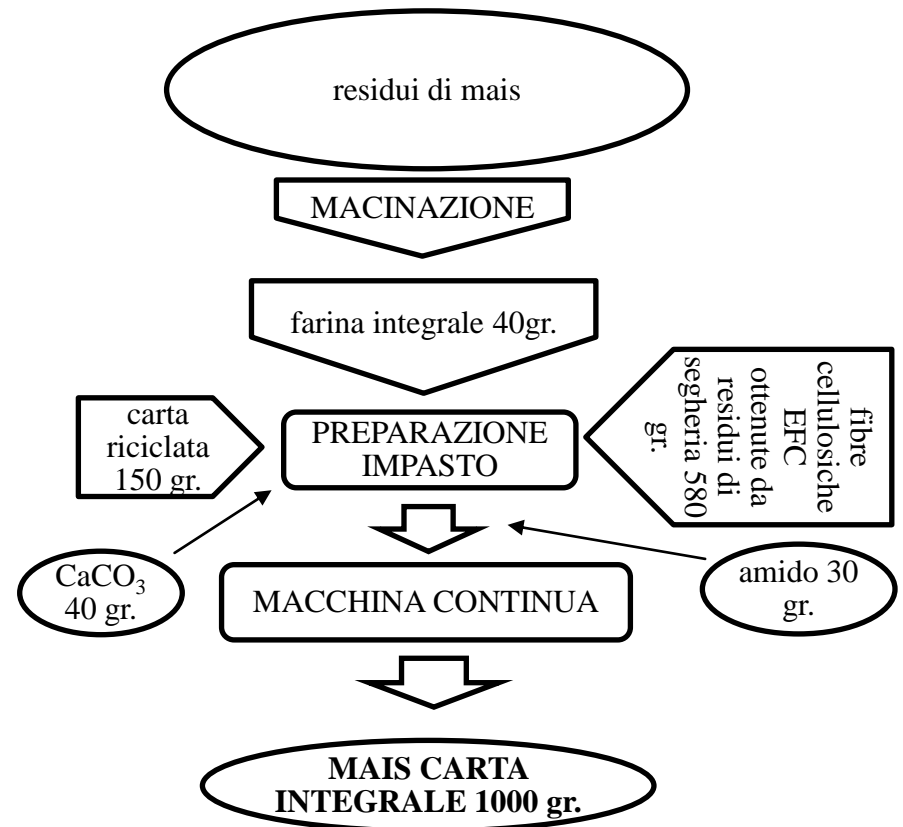 residui di mais
MACINAZIONE
farina integrale 40gr.
carta
riciclata
150 gr.
PREPARAZIONE
IMPASTO
fibre
cellulosiche
EFC
ottenute da
residui di
segheria 580
gr.
CaCO₃
40 gr.
amido 30
gr.
MACCHINA CONTINUA
MAIS CARTA
INTEGRALE 1000 gr.